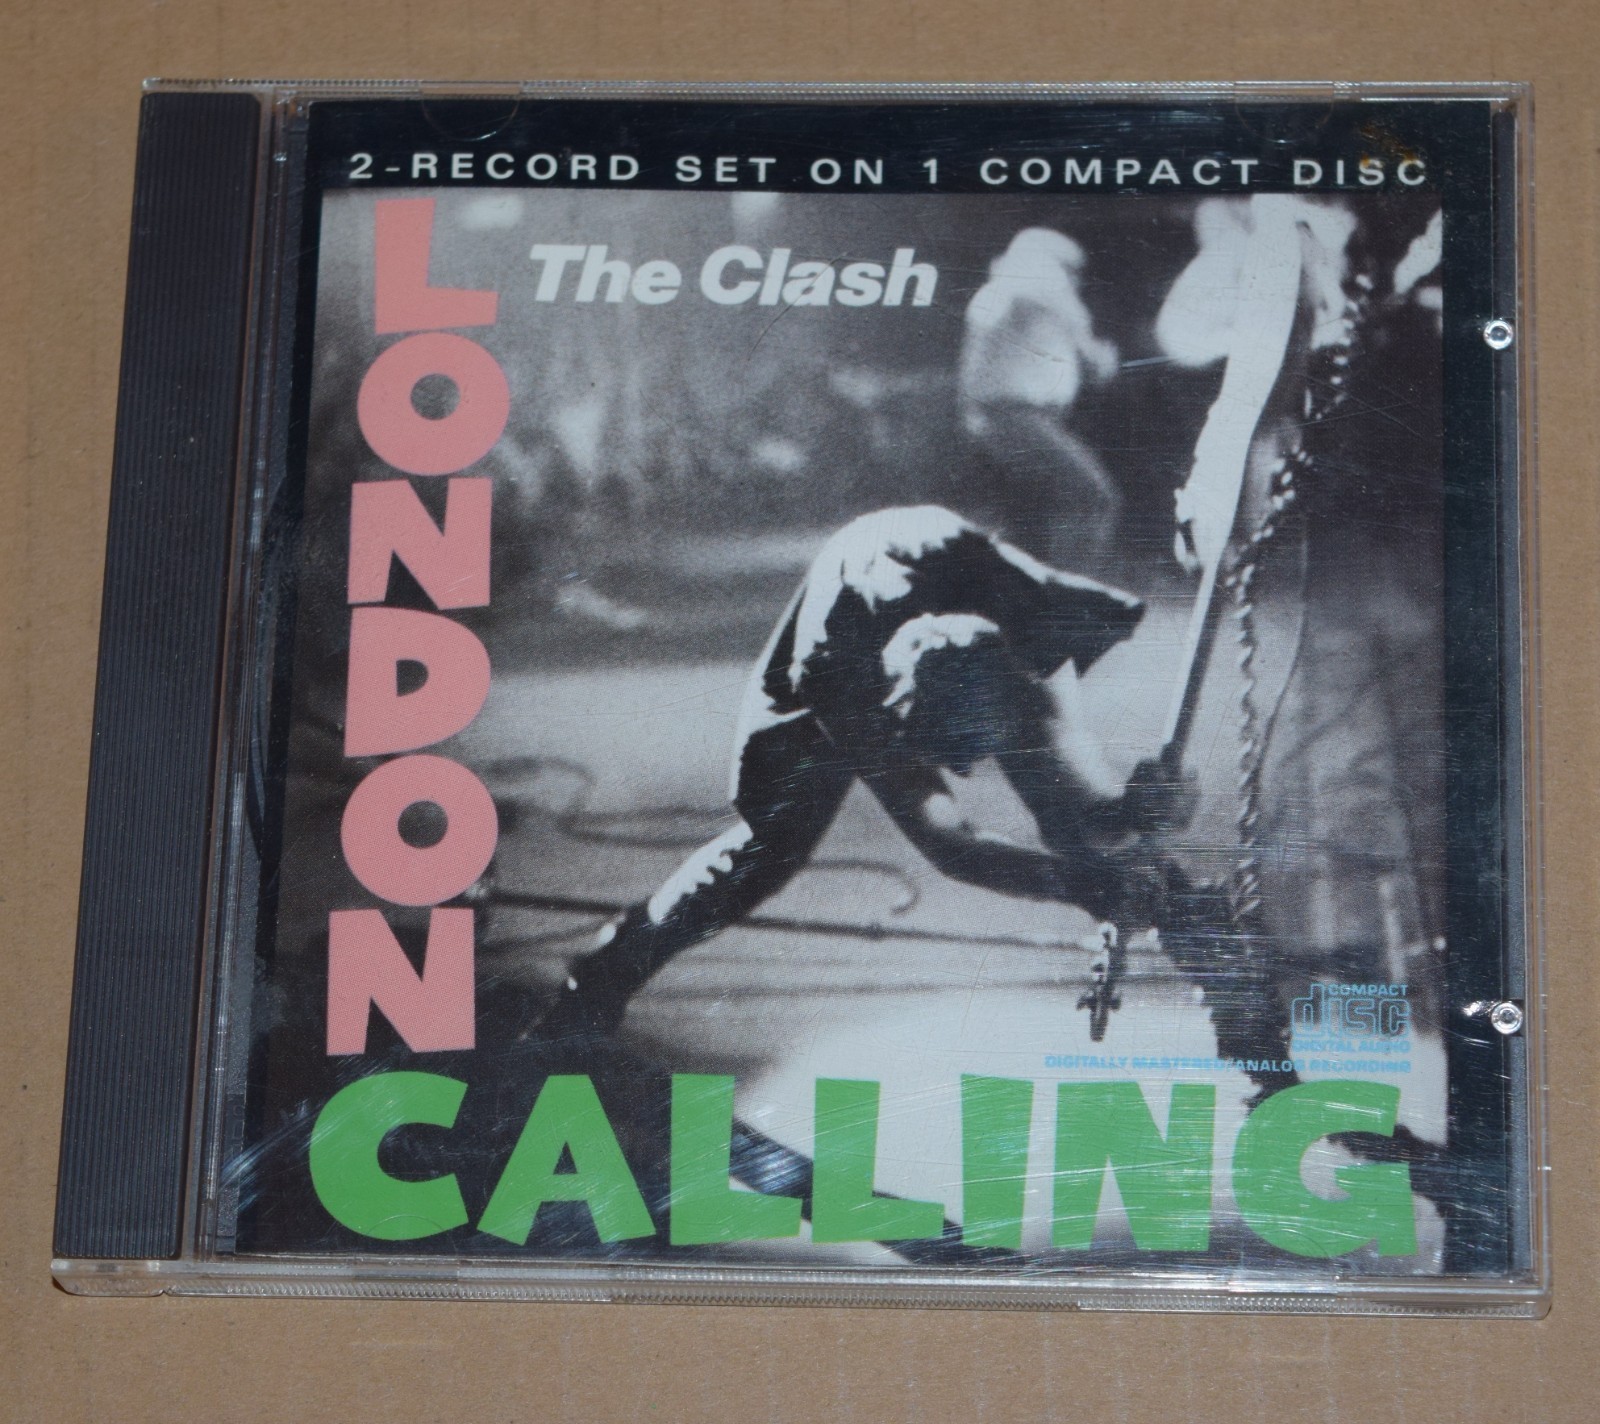 2-RECORD SET ON 1 COMPACT DISC
The Clash
LONDON
CALLING
COMPACT
disc
DIGITAL AUDIO
DIGITALLY MASTERED/ANALOG RECORDING